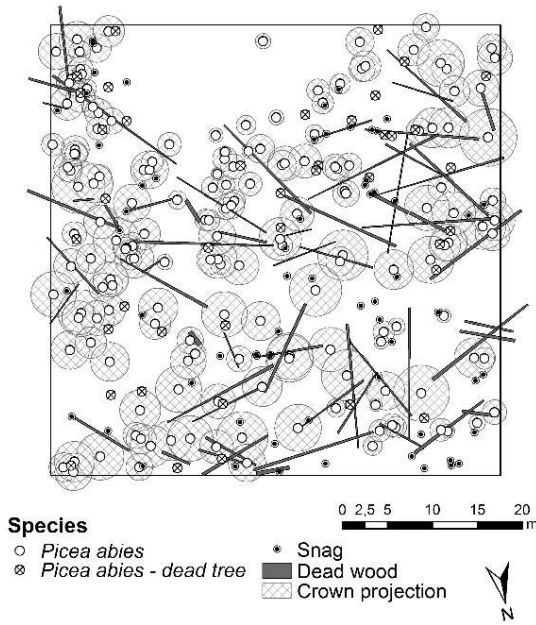 Species
Picea abies
Picea abies - dead tree
Snag
Dead wood
Crown projection
0 2,5 5 10 15 20
m
N